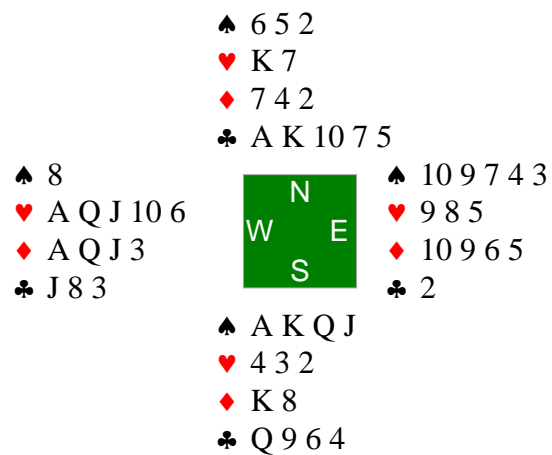 ♠ 6 5 2
♥ K 7
♦ 7 4 2
♣ A K 10 7 5
♠ 8
♥ A Q J 10 6
♦ A Q J 3
♣ J 8 3
N
W E
S
♠ 10 9 7 4 3
♥ 9 8 5
♦ 10 9 6 5
♣ 2
♠ A K Q J
♥ 4 3 2
♦ K 8
♣ Q 9 6 4